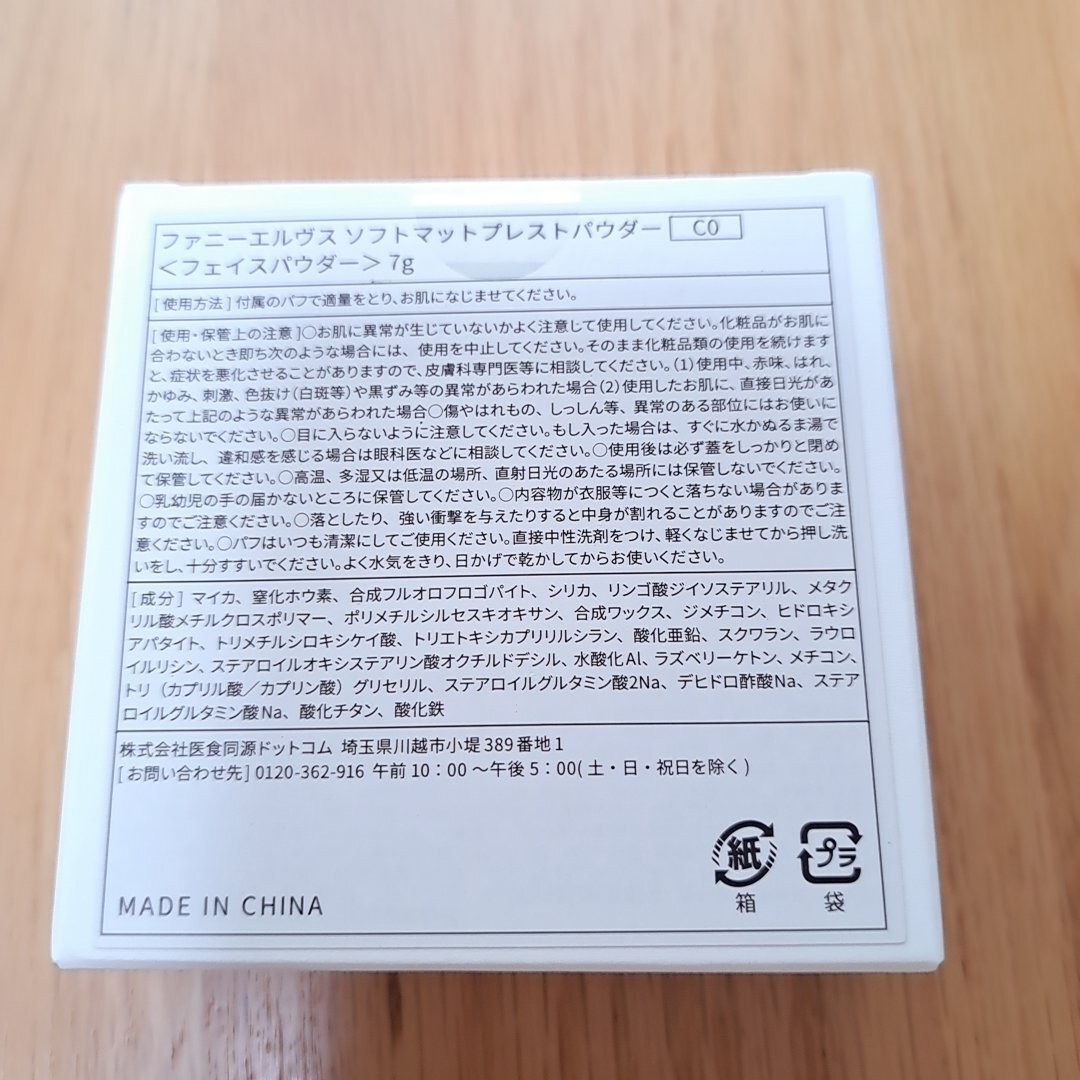 ファニーエルヴス ソフトマットプレストパウダー C0
＜フェイスパウダー＞ 7g
[ 使用方法 ] 付属のパフで適量をとり、お肌になじませてください。
[ 使用・保管上の注意 ]○お肌に異常が生じていないかよく注意して使用してください。化粧品がお肌に
合わないとき即ち次のような場合には、使用を中止してください。そのまま化粧品類の使用を続けます
と、症状を悪化させることがありますので、皮膚科専門医等に相談してください。（1）使用中、赤味、はれ、
かゆみ、刺激、色抜け（白斑等）や黒ずみ等の異常があらわれた場合（2）使用したお肌に、直接日光があ
たって上記のような異常があらわれた場合○傷やはれもの、しっしん等、異常のある部位にはお使いに
ならないでください。○目に入らないように注意してください。もし入った場合は、すぐに水かぬるま湯で
洗い流し、違和感を感じる場合は眼科医などに相談してください。○使用後は必ず蓋をしっかりと閉め
て保管してください。○高温、多湿又は低温の場所、直射日光のあたる場所には保管しないでください。
○乳幼児の手の届かないところに保管してください。○内容物が衣服等につくと落ちない場合がありま
すのでご注意ください。○落としたり、強い衝撃を与えたりすると中身が割れることがありますのでご注
意ください。○パフはいつも清潔にしてご使用ください。直接中性洗剤をつけ、軽くなじませてから押し洗
いをし、十分すすいでください。よく水気をきり、日かげで乾かしてからお使いください。
[ 成分 ] マイカ、窒化ホウ素、合成フルオロフロゴパイト、シリカ、リンゴ酸ジイソステアリル、メタク
リル酸メチルクロスポリマー、ポリメチルシルセスキオキサン、合成ワックス、ジメチコン、ヒドロキシ
アパタイト、トリメチルシロキシケイ酸、トリエトキシカプリリルシラン、酸化亜鉛、スクワラン、ラウロ
イルリシン、ステアロイルオキシステアリン酸オクチルドデシル、水酸化Al、ラズベリーケトン、メチコン、
トリ（カプリル酸／カプリン酸）グリセリル、ステアロイルグルタミン酸2Na、デヒドロ酢酸Na、ステア
ロイルグルタミン酸Na、酸化チタン、酸化鉄
株式会社医食同源ドットコム 埼玉県川越市小堤389番地1
[ お問い合わせ先 ] 0120-362-916 午前 10：00 ～午後 5：00( 土・日・祝日を除く )
紙 プラ
箱 袋
MADE IN CHINA